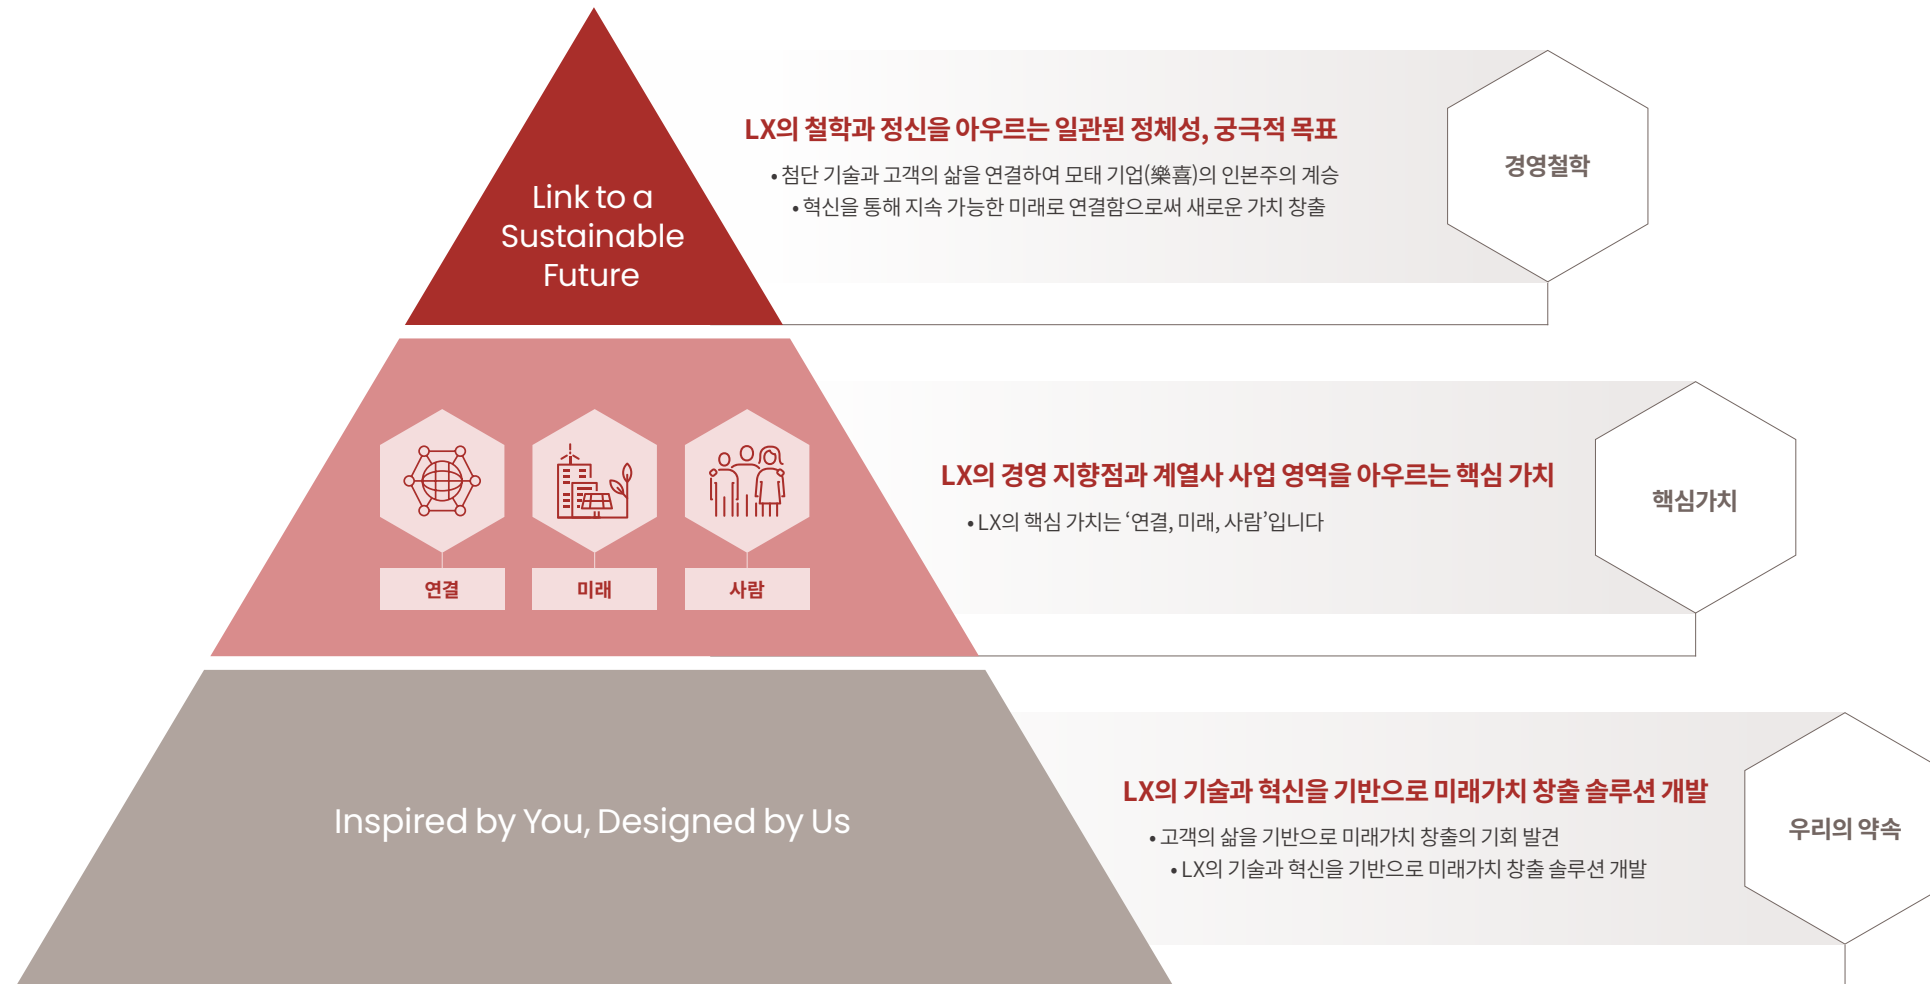 Link to a
Sustainable
Future
LX의 철학과 정신을 아우르는 일관된 정체성, 궁극적 목표
• 첨단 기술과 고객의 삶을 연결하여 모태 기업(樂喜)의 인본주의 계승
• 혁신을 통해 지속 가능한 미래로 연결함으로써 새로운 가치 창출
경영철학
연결
미래
사람
LX의 경영 지향점과 계열사 사업 영역을 아우르는 핵심 가치
• LX의 핵심 가치는 ‘연결, 미래, 사람’입니다
핵심가치
Inspired by You, Designed by Us
LX의 기술과 혁신을 기반으로 미래가치 창출 솔루션 개발
• 고객의 삶을 기반으로 미래가치 창출의 기회 발견
• LX의 기술과 혁신을 기반으로 미래가치 창출 솔루션 개발
우리의 약속